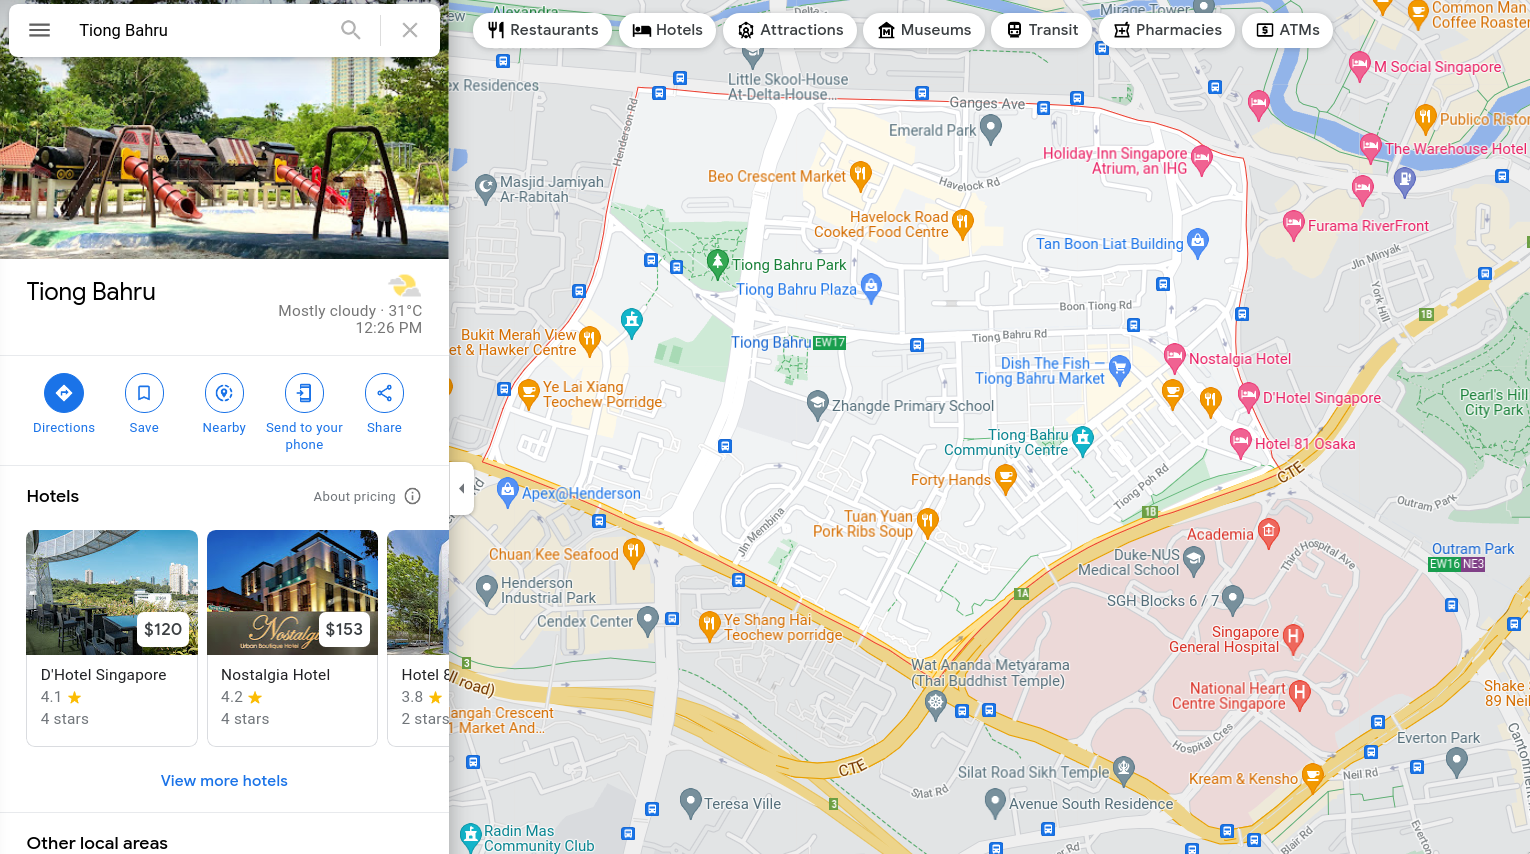 Tiong Bahru
Tiong Bahru
Mostly cloudy · 31°C
12:26 PM
Directions
Save
Nearby
Send to your
phone
Share
Hotels
About pricing
$120
D'Hotel Singapore
4.1
4 stars
Nostalgi
Urban Boutique Hotel
$153
Nostalgia Hotel
4.2
4 stars
Hotel 8
3.8
2 stars
View more hotels
Other local areas
Restaurants
Hotels
Attractions
Museums
Transit
Pharmacies
ATMs
Alexandra
Mirage Tower
Common Man
Coffee Roaster
M Social Singapore
Little Skool-House
At-Delta-House...
ex Residences
Ganges Ave
Emerald Park
Publico Ristor
Henderson Rd
Holiday Inn Singapore
Atrium, an IHG
The Warehouse Hotel
Beo Crescent Market
Havelock Rd
Masjid Jamiyah
Ar-Rabitah
Havelock Road
Cooked Food Centre
Furama RiverFront
Tan Boon Liat Building
Jln Minyak
Tiong Bahru Park
Tiong Bahru Plaza
York Hill
Boon Tiong Rd
1B
Bukit Merah View
et & Hawker Centre
Tiong Bahru
EW17
Tiong Bahru Rd
Dish The Fish —
Tiong Bahru Market
Nostalgia Hotel
Ye Lai Xiang
Teochew Porridge
Zhangde Primary School
D'Hotel Singapore
Pearl's Hill
City Park
Tiong Bahru
Community Centre
Hotel 81 Osaka
CTE
Forty Hands
Tiong Poh Rd
Rd
Apex@Henderson
Outram Park
1B
Tuan Yuan
Pork Ribs Soup
Jln Membina
Academia
Third Hospital Ave
Chuan Kee Seafood
Duke-NUS
Medical School
Outram Park
EW16
NE3
Henderson
Industrial Park
1A
SGH Blocks 6 / 7
Cendex Center
Ye Shang Hai
Teochew porridge
Singapore
General Hospital
3
ll road)
Wat Ananda Metyarama
(Thai Buddhist Temple)
National Heart
Centre Singapore
Shake
89 Neil
angah Crescent
1 Market And...
Hospital Cres
Cantonment
Everton Park
CTE
Silat Road Sikh Temple
Kream & Kensho
Neil Rd
Silat Rd
3
Teresa Ville
Avenue South Residence
Blair Rd
Radin Mas
Community Club